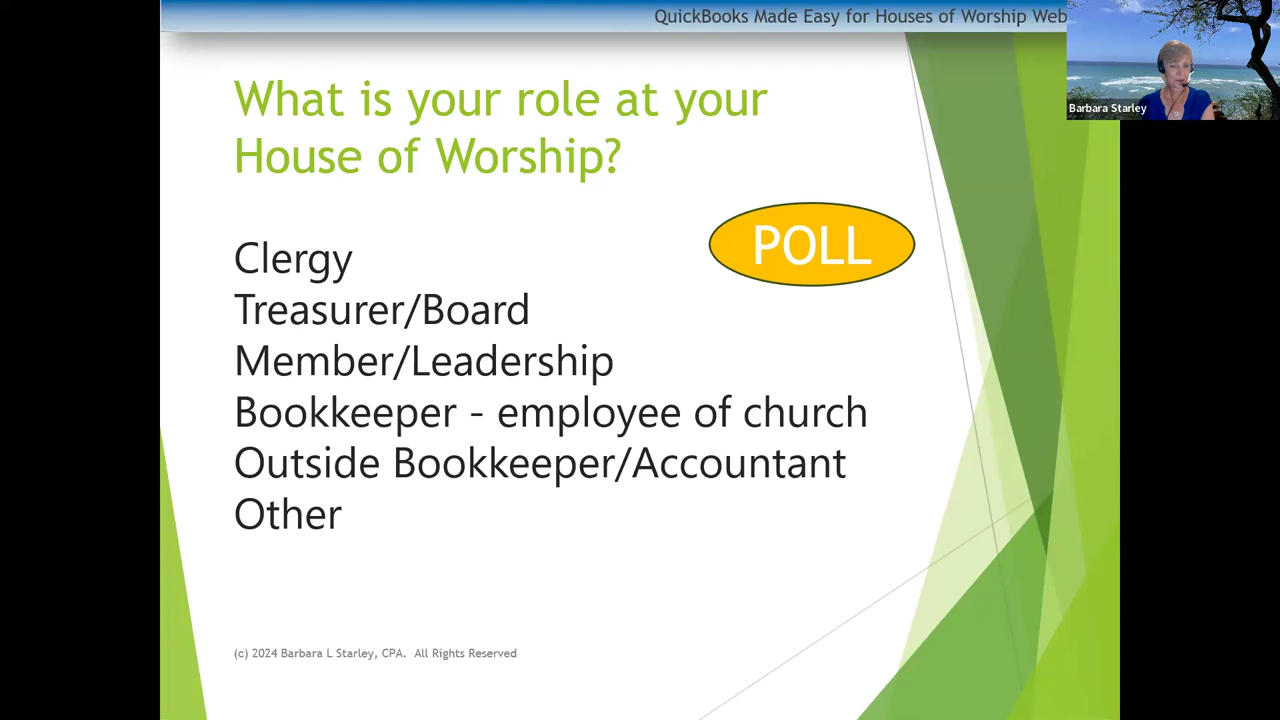 QuickBooks Made Easy for Houses of Worship Web
Barbara Starley
What is your role at your
House of Worship?
POLL
Clergy
Treasurer/Board
Member/Leadership
Bookkeeper - employee of church
Outside Bookkeeper/Accountant
Other
(c) 2024 Barbara L Starley, CPA. All Rights Reserved